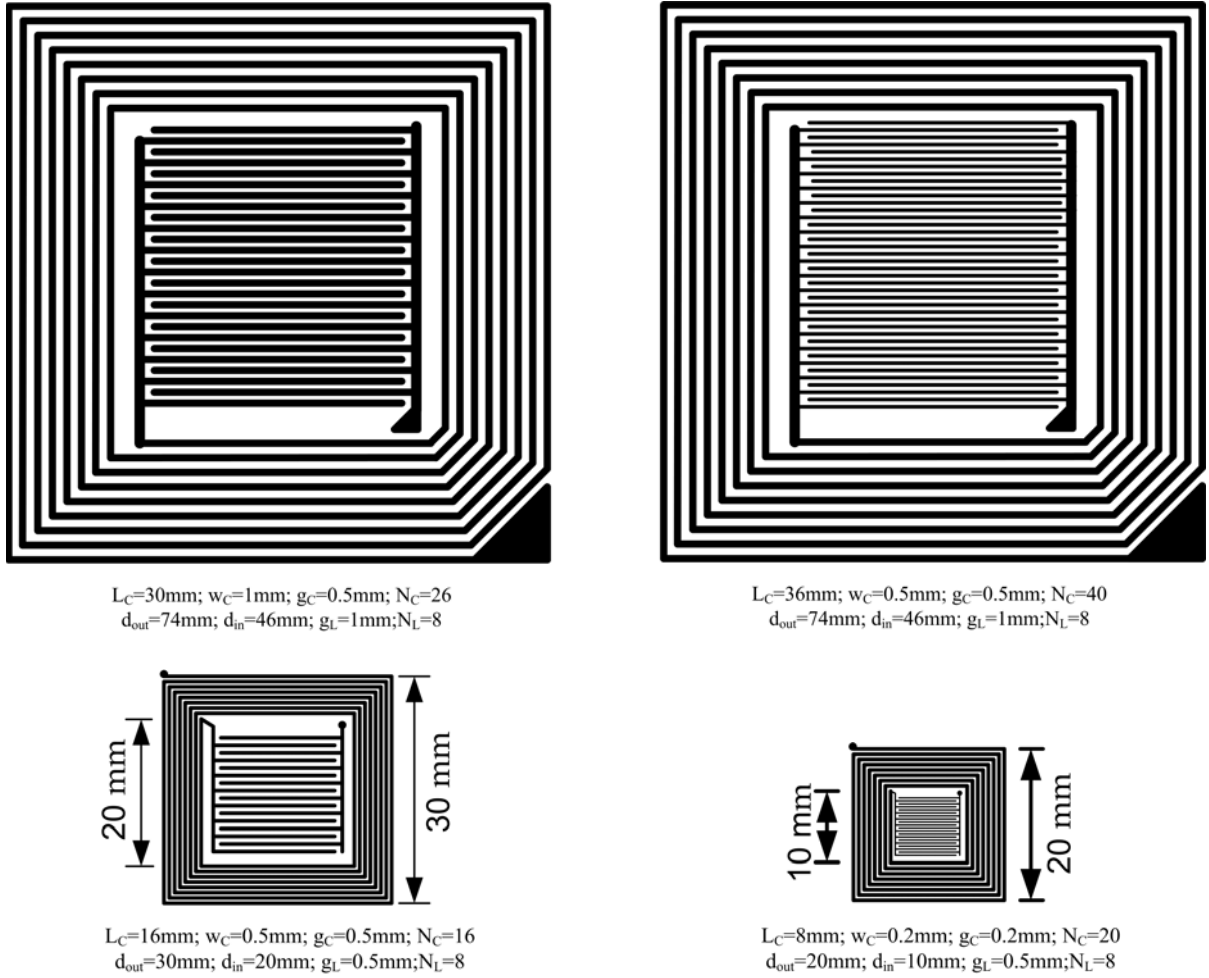 L_C=30mm; w_C=1mm; g_C=0.5mm; N_C=26
d_out=74mm; d_in=46mm; g_L=1mm;N_L=8
L_C=36mm; w_C=0.5mm; g_C=0.5mm; N_C=40
d_out=74mm; d_in=46mm; g_L=1mm;N_L=8
20 mm
30 mm
L_C=16mm; w_C=0.5mm; g_C=0.5mm; N_C=16
d_out=30mm; d_in=20mm; g_L=0.5mm;N_L=8
10 mm
20 mm
L_C=8mm; w_C=0.2mm; g_C=0.2mm; N_C=20
d_out=20mm; d_in=10mm; g_L=0.5mm;N_L=8